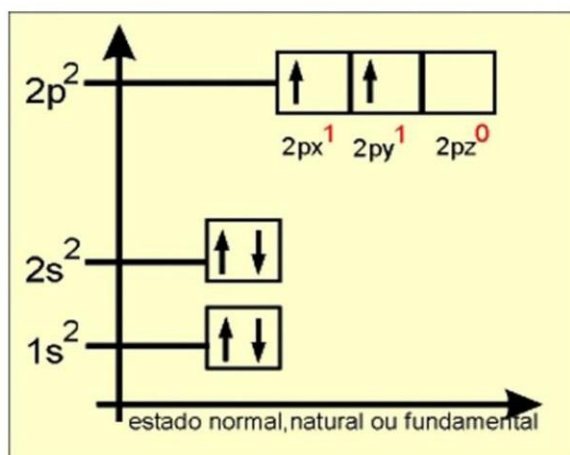 2p²
2px¹ 2py¹ 2pz⁰
2s²
1s²
estado normal,natural ou fundamental